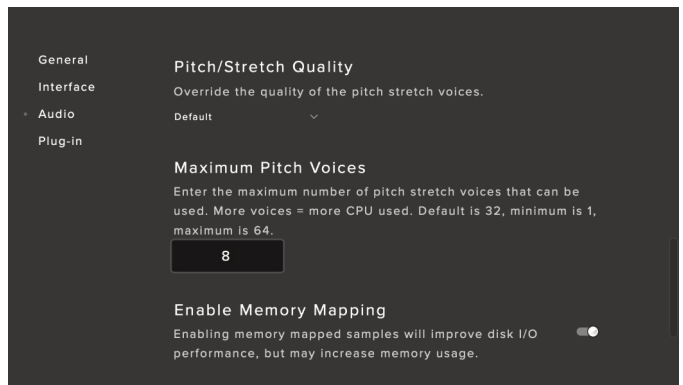 General
Interface
Audio
Plug-in
Pitch/Stretch Quality
Override the quality of the pitch stretch voices.
Default
Maximum Pitch Voices
Enter the maximum number of pitch stretch voices that can be
used. More voices = more CPU used. Default is 32, minimum is 1,
maximum is 64.
8
Enable Memory Mapping
Enabling memory mapped samples will improve disk I/O
performance, but may increase memory usage.